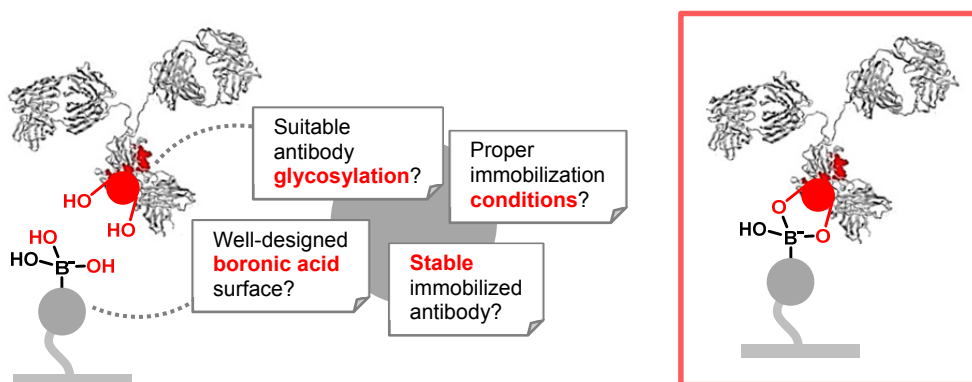 Suitable
antibody
glycosylation?
Proper
immobilization
conditions?
HO
HO
Well-designed
boronic acid
surface?
Stable
immobilized
antibody?
HO
HO
B⁻
OH
O
HO
B⁻
O